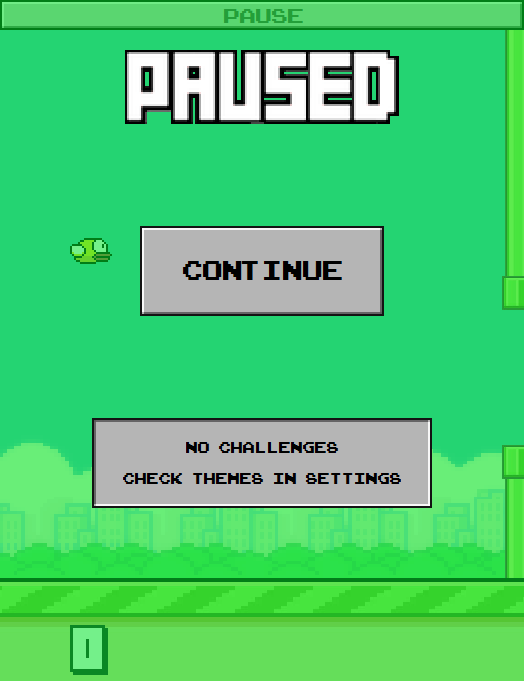 PAUSE
PAUSED
CONTINUE
NO CHALLENGES
CHECK THEMES IN SETTINGS